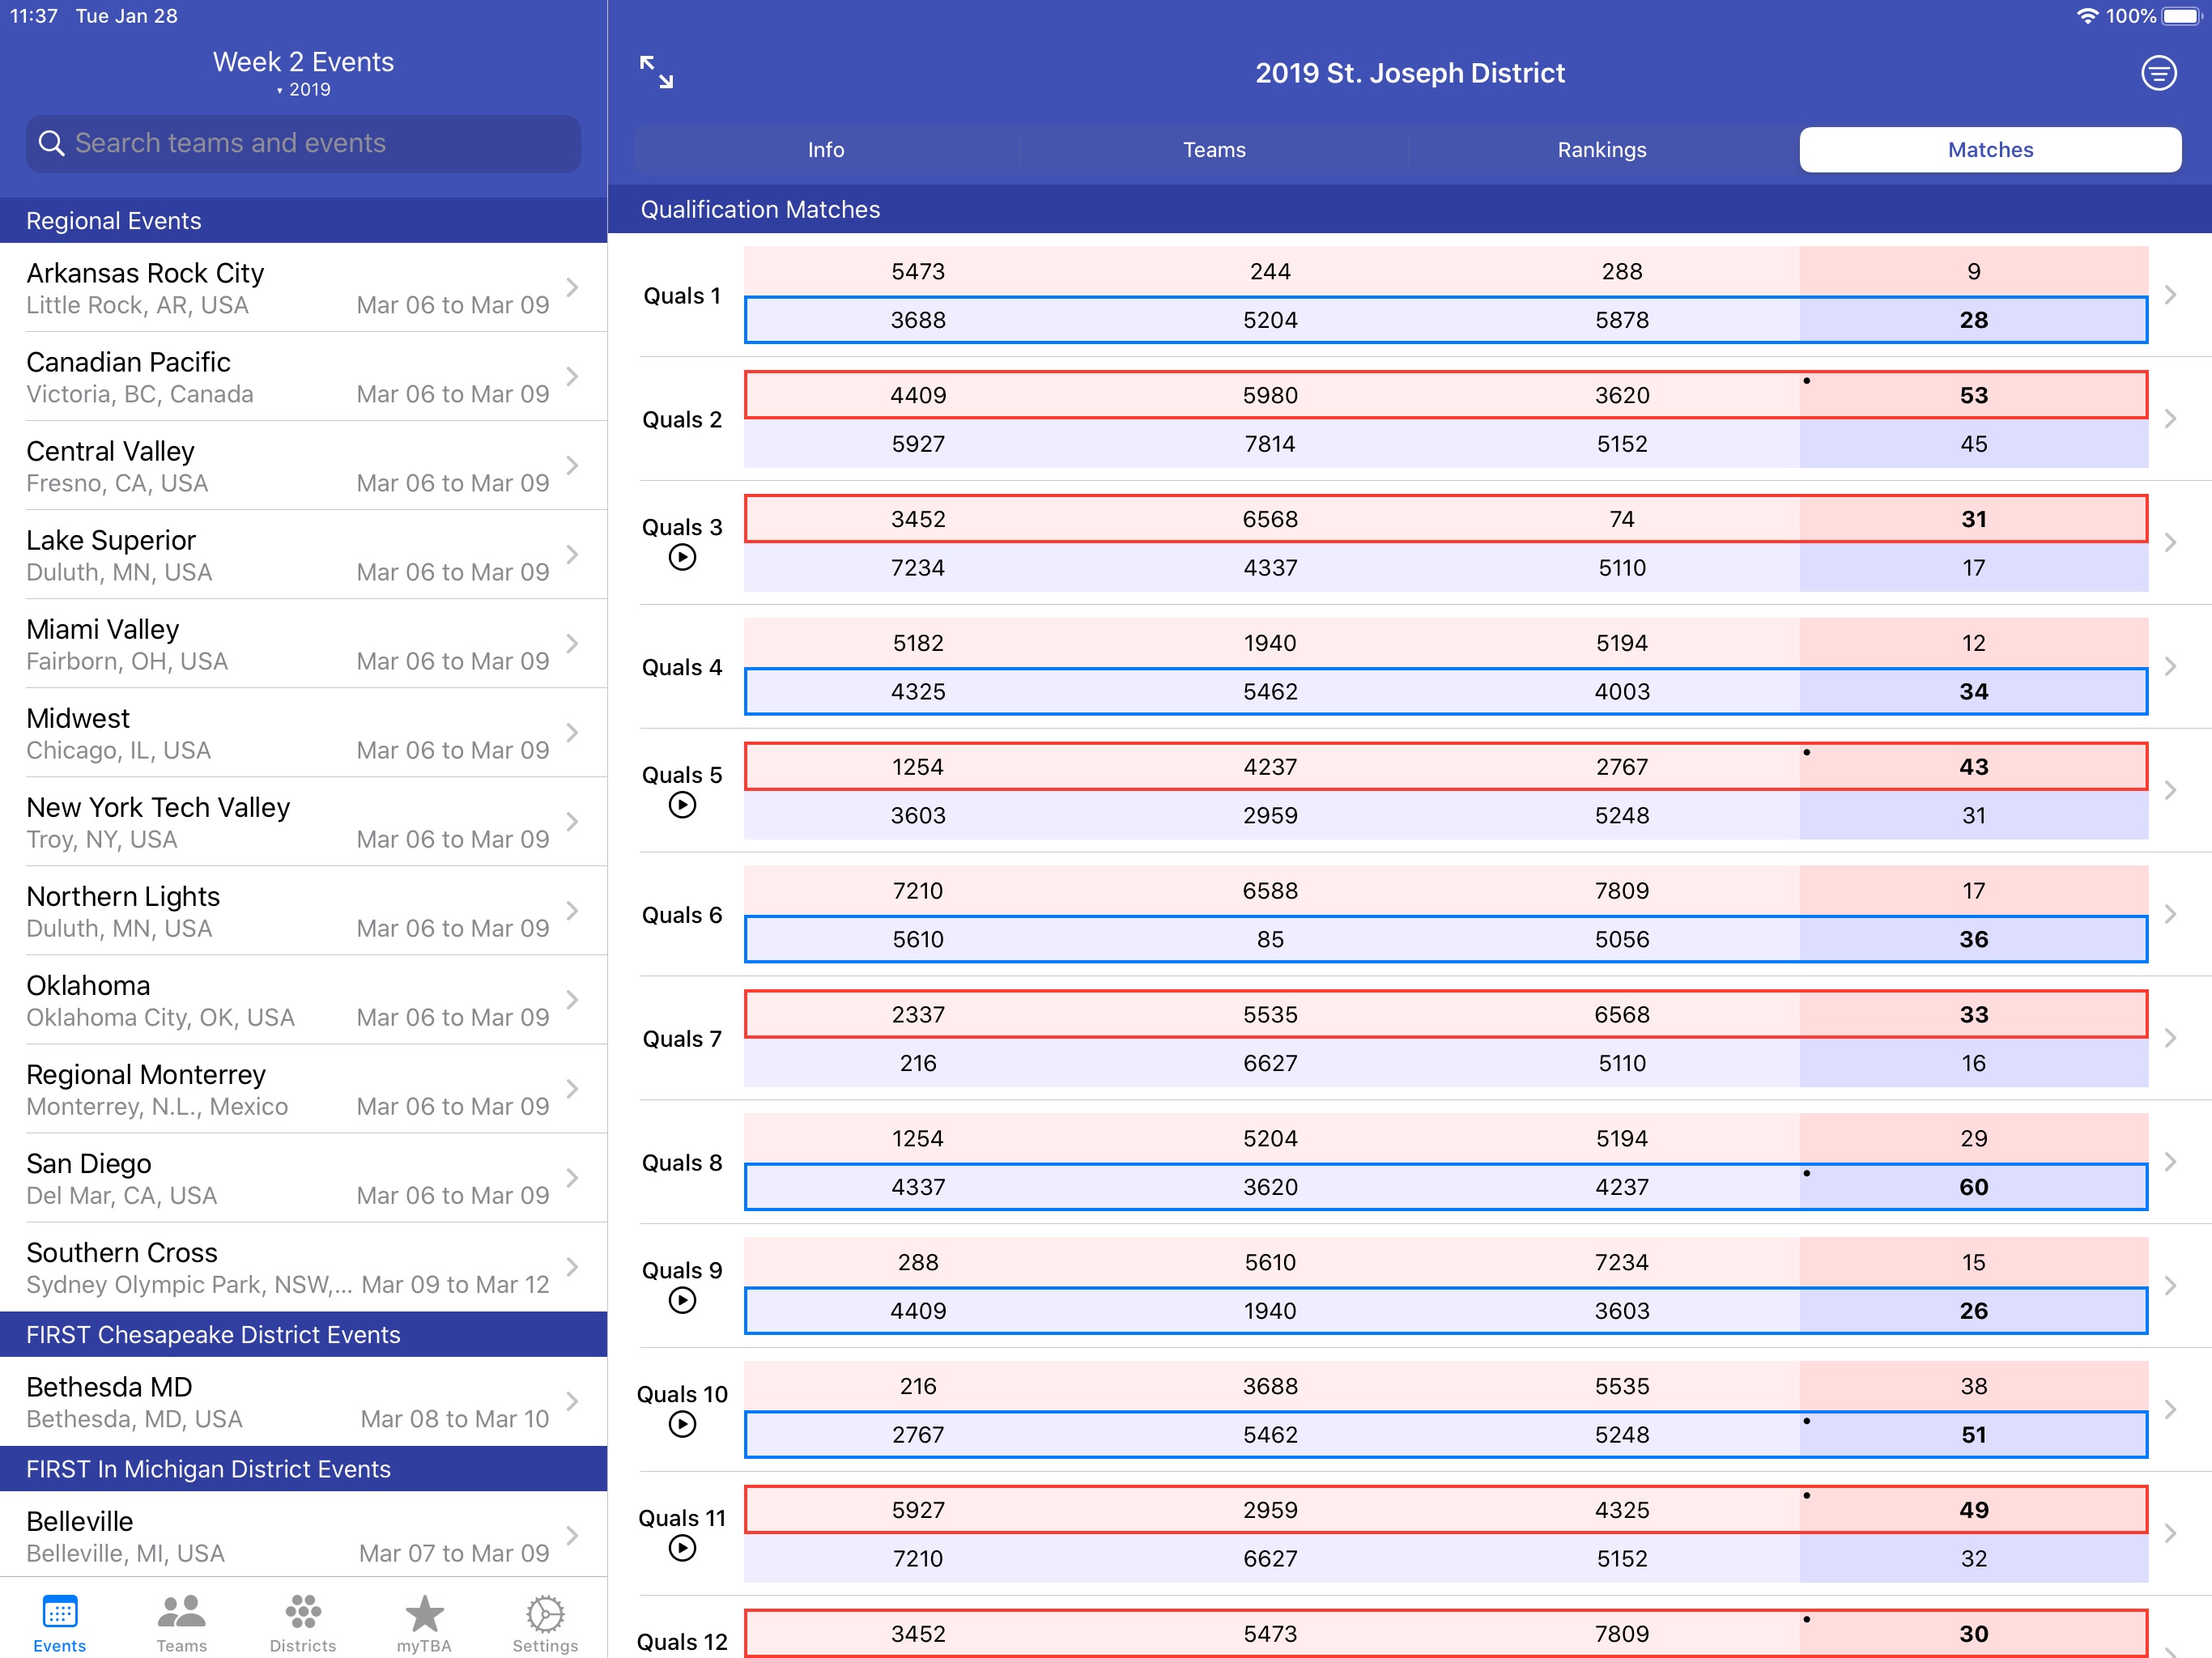 11:37 Tue Jan 28
100%
Week 2 Events
▾ 2019
Search teams and events
Regional Events
Arkansas Rock City
Little Rock, AR, USA Mar 06 to Mar 09
Canadian Pacific
Victoria, BC, Canada Mar 06 to Mar 09
Central Valley
Fresno, CA, USA Mar 06 to Mar 09
Lake Superior
Duluth, MN, USA Mar 06 to Mar 09
Miami Valley
Fairborn, OH, USA Mar 06 to Mar 09
Midwest
Chicago, IL, USA Mar 06 to Mar 09
New York Tech Valley
Troy, NY, USA Mar 06 to Mar 09
Northern Lights
Duluth, MN, USA Mar 06 to Mar 09
Oklahoma
Oklahoma City, OK, USA Mar 06 to Mar 09
Regional Monterrey
Monterrey, N.L., Mexico Mar 06 to Mar 09
San Diego
Del Mar, CA, USA Mar 06 to Mar 09
Southern Cross
Sydney Olympic Park, NSW,... Mar 09 to Mar 12
FIRST Chesapeake District Events
Bethesda MD
Bethesda, MD, USA Mar 08 to Mar 10
FIRST In Michigan District Events
Belleville
Belleville, MI, USA Mar 07 to Mar 09
Events Teams Districts myTBA Settings
2019 St. Joseph District
Info Teams Rankings Matches
Qualification Matches
Quals 1
5473 244 288 9
3688 5204 5878 28
Quals 2
4409 5980 3620 53
5927 7814 5152 45
Quals 3
3452 6568 74 31
7234 4337 5110 17
Quals 4
5182 1940 5194 12
4325 5462 4003 34
Quals 5
1254 4237 2767 43
3603 2959 5248 31
Quals 6
7210 6588 7809 17
5610 85 5056 36
Quals 7
2337 5535 6568 33
216 6627 5110 16
Quals 8
1254 5204 5194 29
4337 3620 4237 60
Quals 9
288 5610 7234 15
4409 1940 3603 26
Quals 10
216 3688 5535 38
2767 5462 5248 51
Quals 11
5927 2959 4325 49
7210 6627 5152 32
Quals 12
3452 5473 7809 30